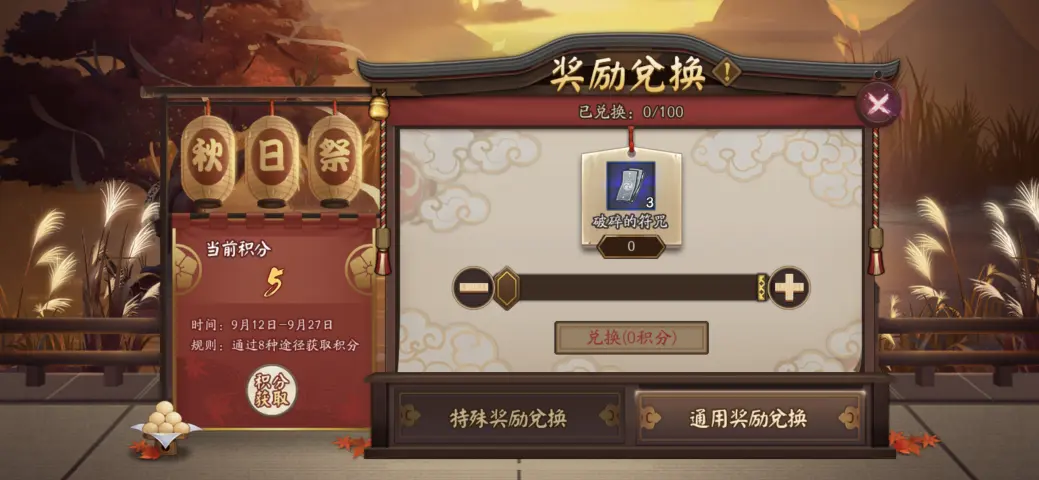 秋日祭
当前积分
5
时间：9月12日-9月27日
规则：通过8种途径获取积分
积分
获取
奖励兑换
已兑换：0/100
3
破碎的符咒
0
兑换(0积分)
特殊奖励兑换
通用奖励兑换